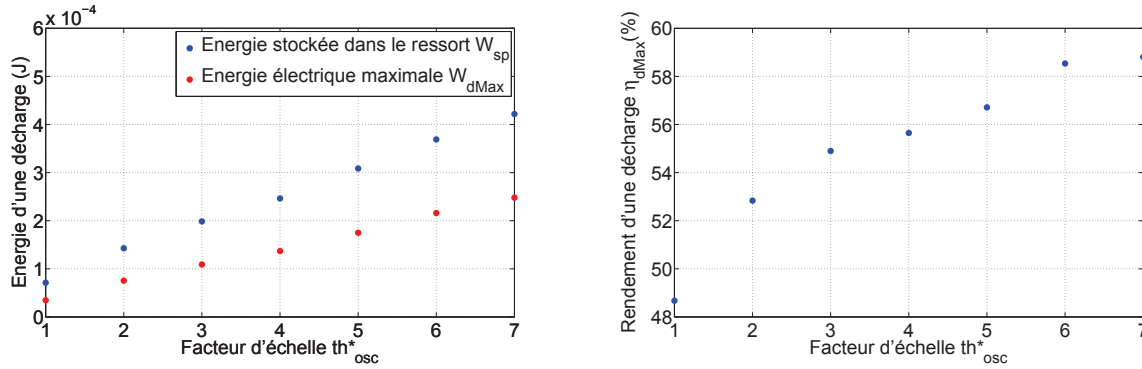 x 10⁻⁴
6
5
4
3
2
1
0
Energie d'une décharge (J)
Energie stockée dans le ressort W_sp
Energie électrique maximale W_dMax
1 2 3 4 5 6 7
Facteur d'échelle th*_osc
60
58
56
54
52
50
48
Rendement d'une décharge η_dMax(%)
1 2 3 4 5 6 7
Facteur d'échelle th*_osc